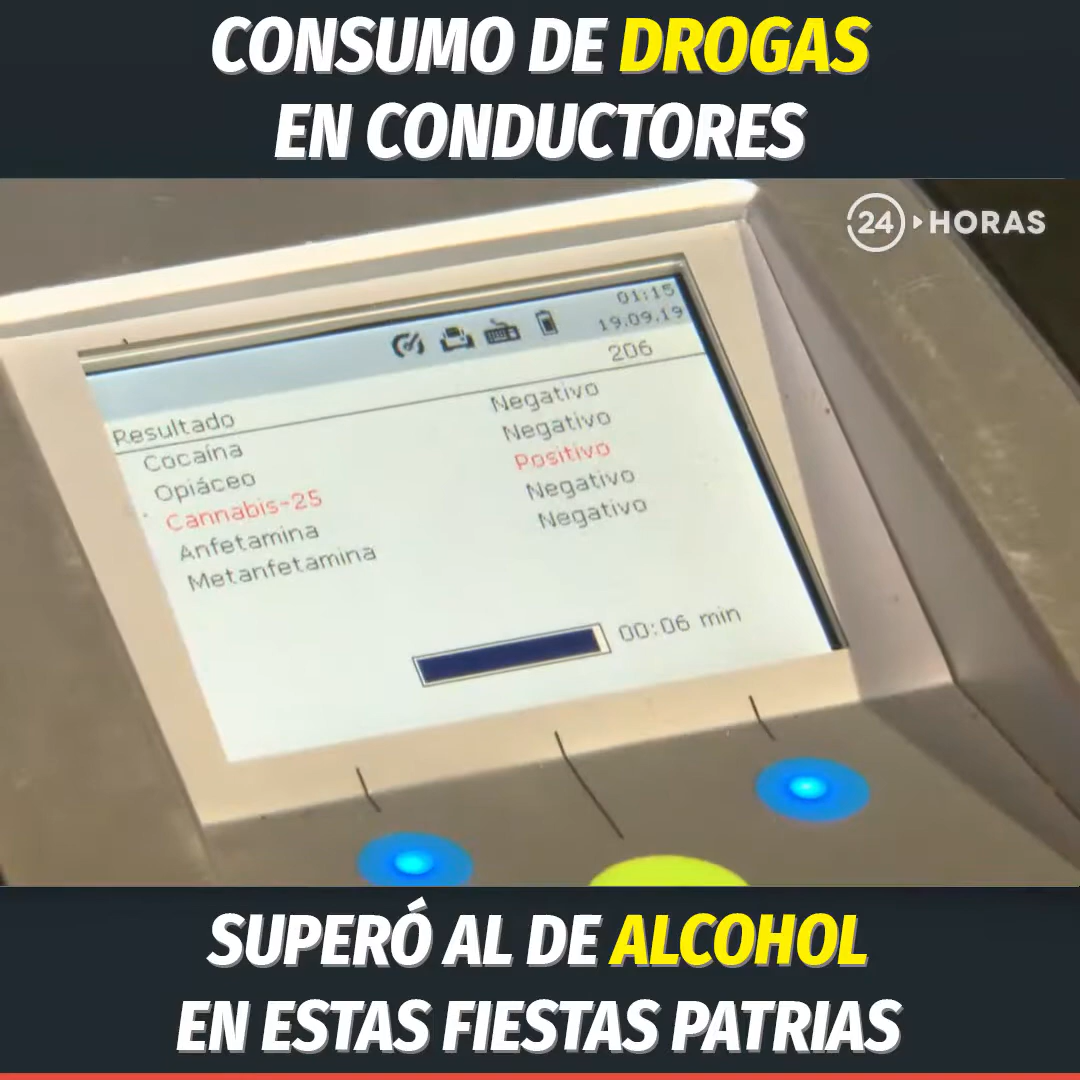 CONSUMO DE DROGAS
EN CONDUCTORES
24 HORAS
01:15
19.09.19
206
Resultado
Cocaína Negativo
Opiáceo Negativo
Cannabis-25 Positivo
Anfetamina Negativo
Metanfetamina Negativo
00:06 min
SUPERÓ AL DE ALCOHOL
EN ESTAS FIESTAS PATRIAS